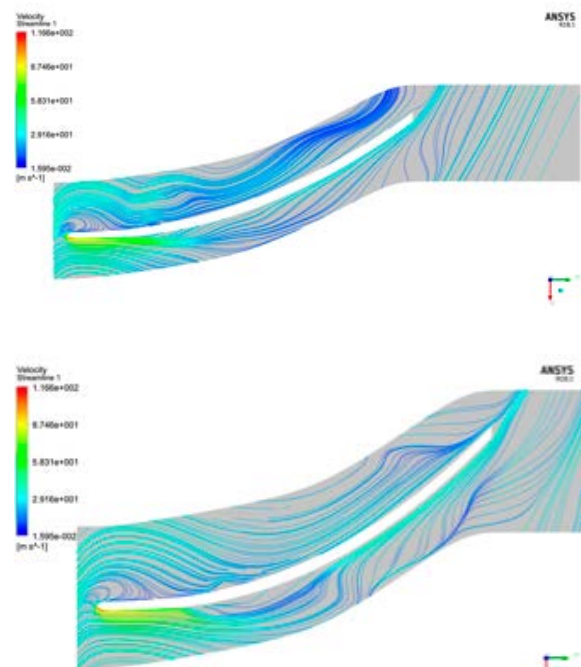 Velocity
Streamline 1
ANSYS
1.166e+002
8.746e+001
5.831e+001
2.916e+001
1.595e-002
[m s^-1]
Velocity
Streamline 1
ANSYS
1.166e+002
8.746e+001
5.831e+001
2.916e+001
1.595e-002
[m s^-1]